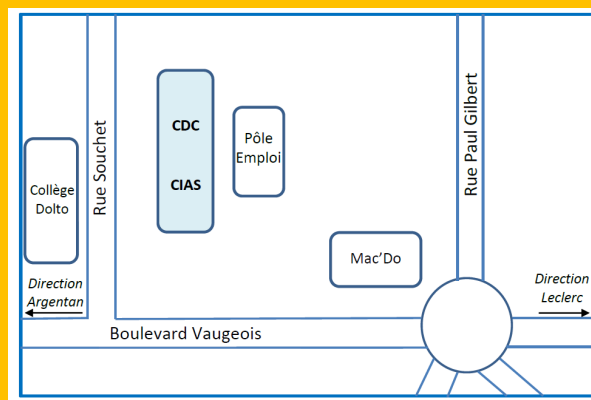 CDC
CIAS
Pôle
Emploi
Rue Souchet
Rue Paul Gilbert
Collège
Dolto
Mac'Do
Direction
Argentan
Direction
Leclerc
Boulevard Vaugeois